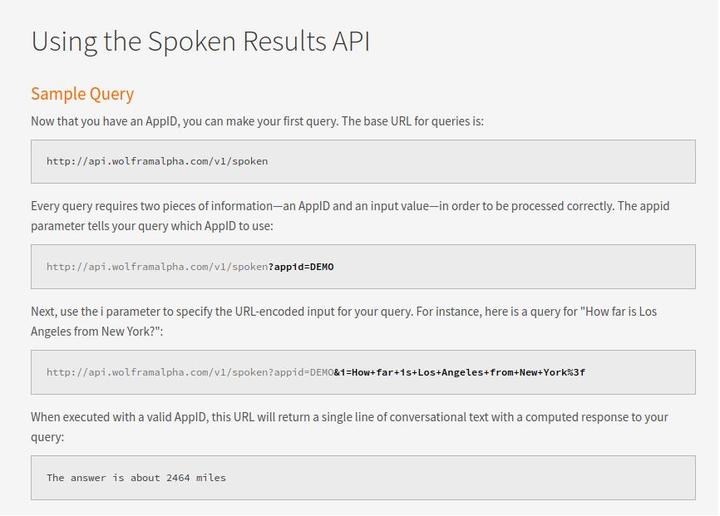 Using the Spoken Results API
Sample Query
Now that you have an AppID, you can make your first query. The base URL for queries is:
http://api.wolframalpha.com/v1/spoken
Every query requires two pieces of information—an AppID and an input value—in order to be processed correctly. The appid
parameter tells your query which AppID to use:
http://api.wolframalpha.com/v1/spoken?appid=DEMO
Next, use the i parameter to specify the URL-encoded input for your query. For instance, here is a query for "How far is Los
Angeles from New York?":
http://api.wolframalpha.com/v1/spoken?appid=DEMO&i=How+far+is+Los+Angeles+from+New+York%3f
When executed with a valid AppID, this URL will return a single line of conversational text with a computed response to your
query:
The answer is about 2464 miles